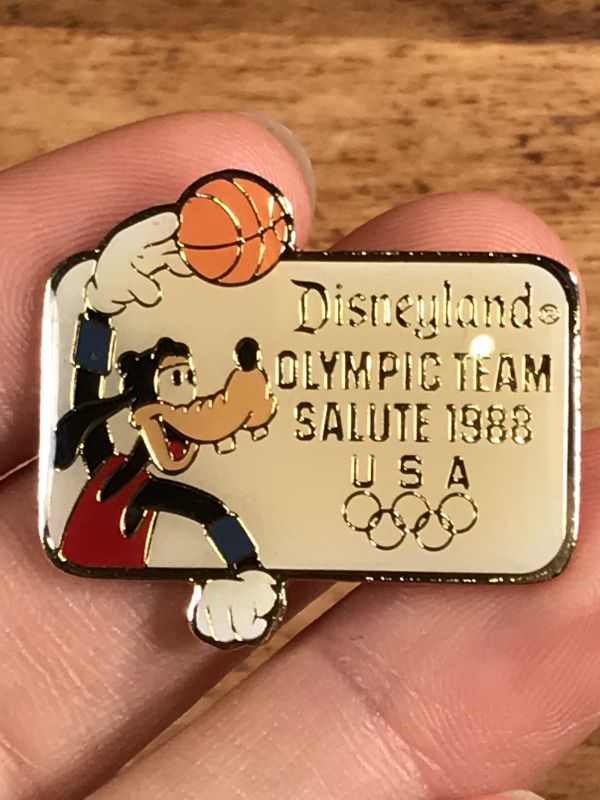 Disneyland®
OLYMPIC TEAM
SALUTE 1988
USA